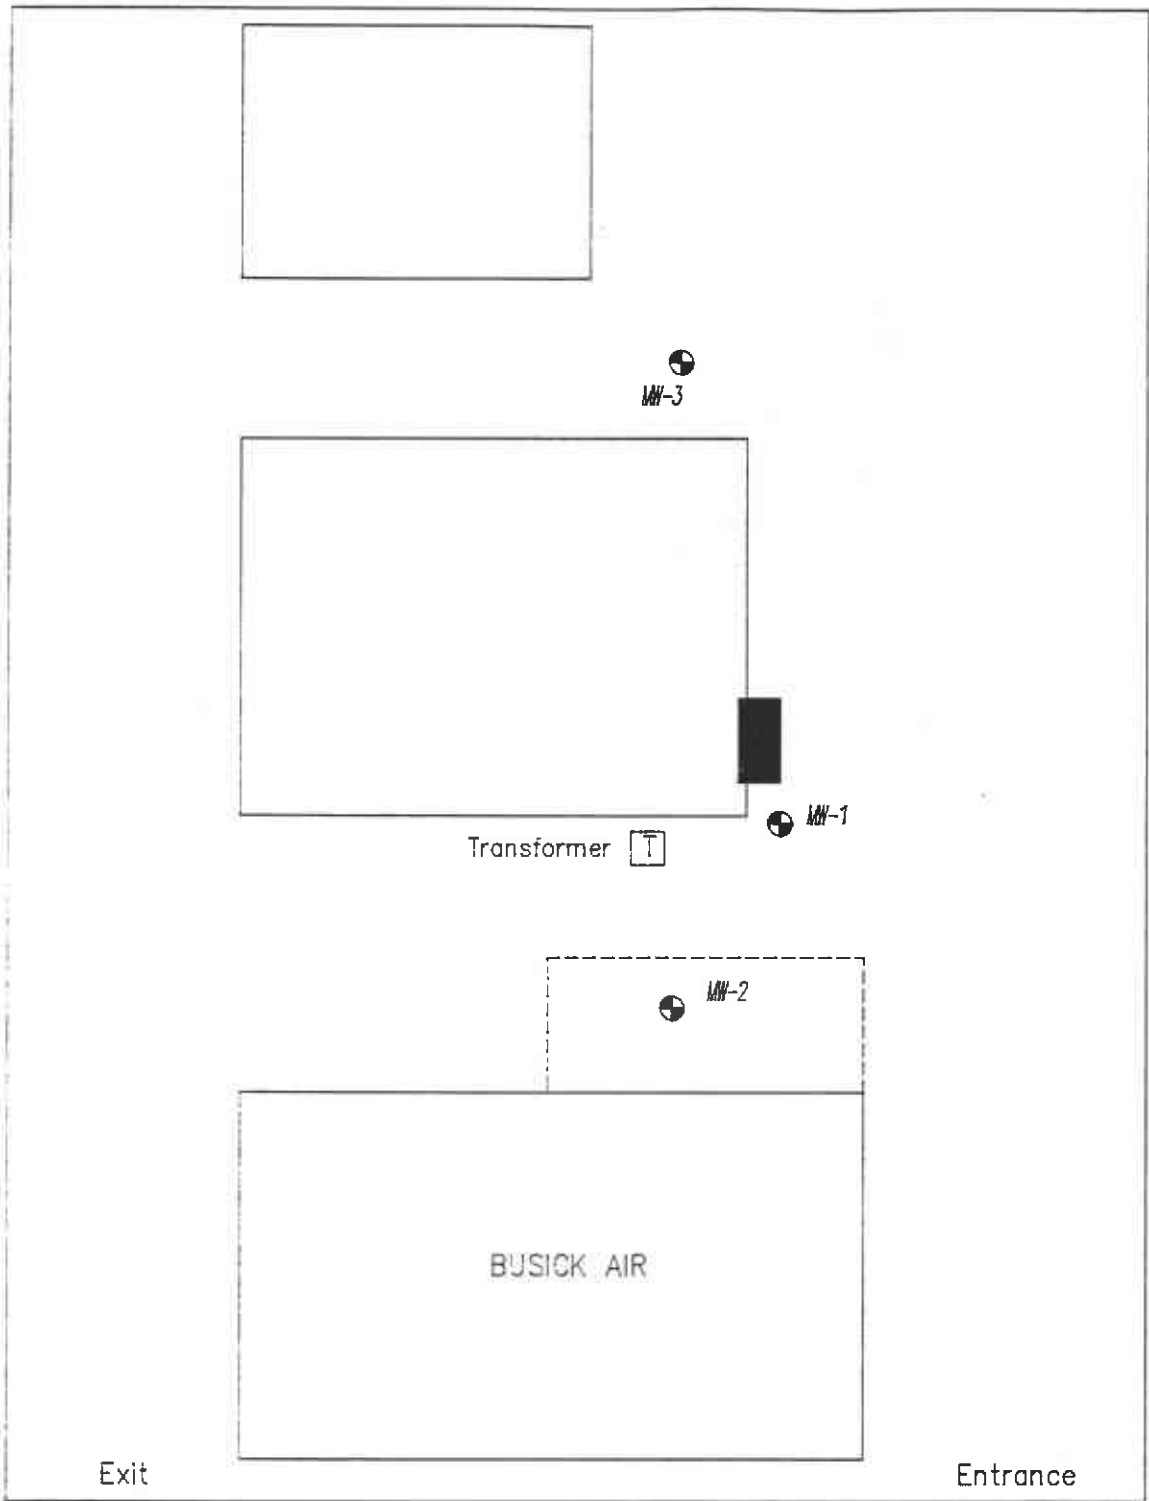 MW-3
MW-1
Transformer T
MW-2
BUSICK AIR
Exit
Entrance